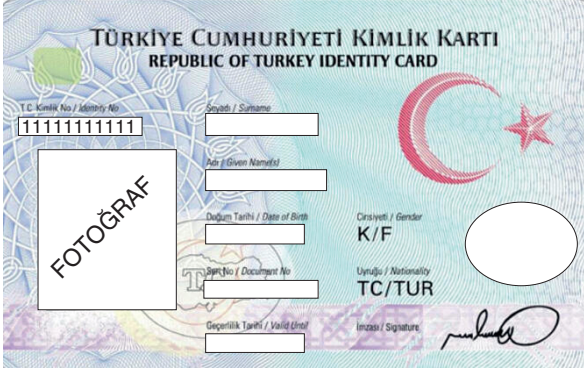 TÜRKİYE CUMHURİYETİ KİMLİK KARTI
REPUBLIC OF TURKEY IDENTITY CARD
T.C. Kimlik No / Identity No
11111111111
Soyadı / Surname
Adı / Given Name(s)
FOTOĞRAF
Doğum Tarihi / Date of Birth
Cinsiyeti / Gender
K/F
Seri No / Document No
Uyruğu / Nationality
TC/TUR
Geçerlilik Tarihi / Valid Until
İmzası / Signature